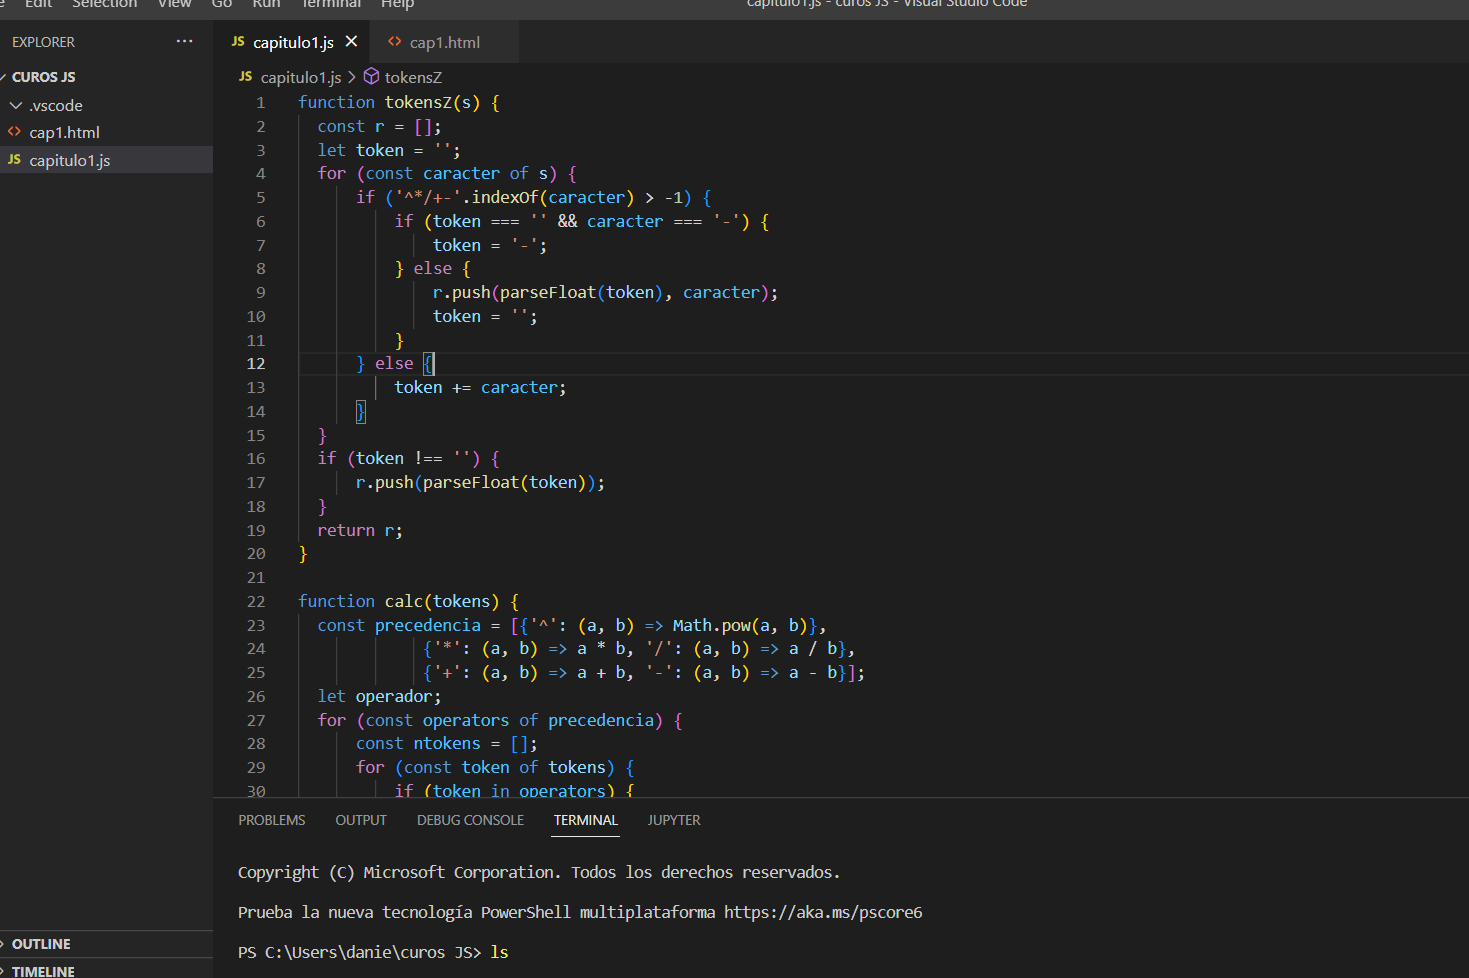 Edit Selection View Go Run Terminal Help capitulo1.js - curos JS - Visual Studio Code
EXPLORER ···
JS capitulo1.js × <> cap1.html
CUROS JS
JS capitulo1.js > tokensZ
.vscode
<> cap1.html
JS capitulo1.js
1 function tokensZ(s) {
2 const r = [];
3 let token = '';
4 for (const caracter of s) {
5 if ('^*/+-'.indexOf(caracter) > -1) {
6 if (token === '' && caracter === '-') {
7 token = '-';
8 } else {
9 r.push(parseFloat(token), caracter);
10 token = '';
11 }
12 } else {
13 token += caracter;
14 }
15 }
16 if (token !== '') {
17 r.push(parseFloat(token));
18 }
19 return r;
20 }
21
22 function calc(tokens) {
23 const precedencia = [{'^': (a, b) => Math.pow(a, b)},
24 {'*': (a, b) => a * b, '/': (a, b) => a / b},
25 {'+': (a, b) => a + b, '-': (a, b) => a - b}];
26 let operador;
27 for (const operators of precedencia) {
28 const ntokens = [];
29 for (const token of tokens) {
30 if (token in operators) {
PROBLEMS OUTPUT DEBUG CONSOLE TERMINAL JUPYTER
Copyright (C) Microsoft Corporation. Todos los derechos reservados.
Prueba la nueva tecnología PowerShell multiplataforma https://aka.ms/pscore6
PS C:\Users\danie\curos JS> ls
OUTLINE
TIMELINE